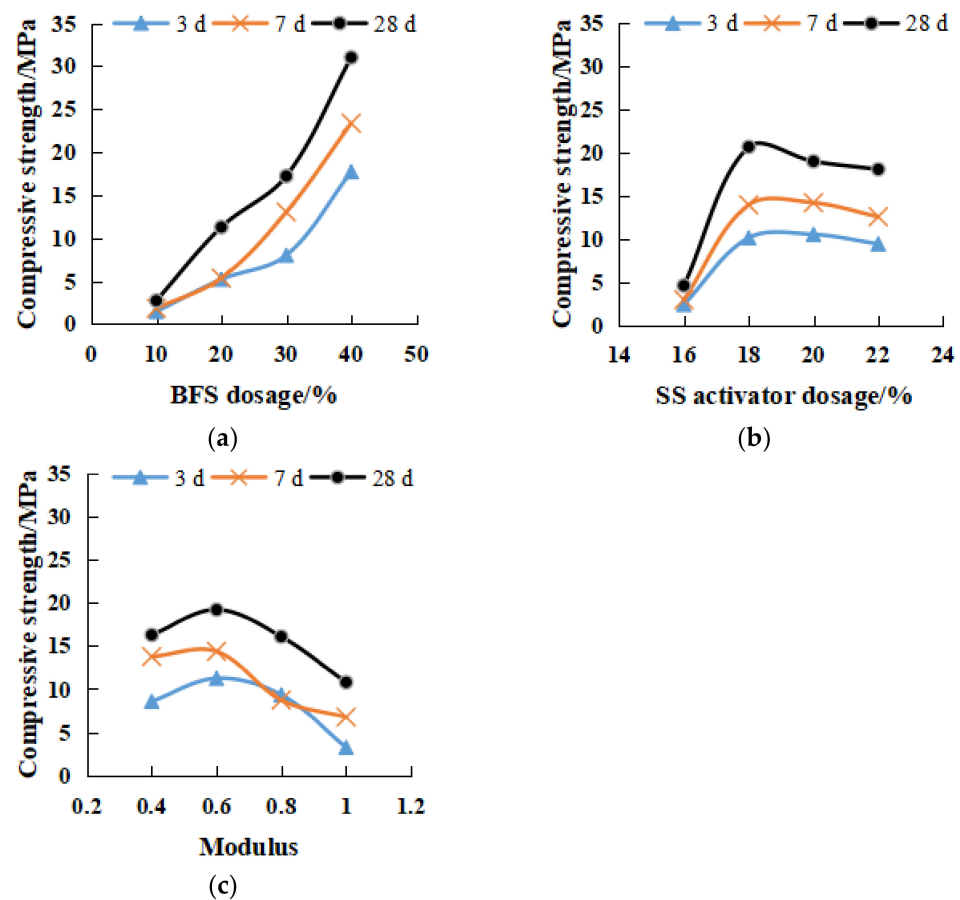 3 d 7 d 28 d
Compressive strength/MPa
35
30
25
20
15
10
5
0
0 10 20 30 40 50
BFS dosage/%
(a)
3 d 7 d 28 d
Compressive strength/MPa
35
30
25
20
15
10
5
0
14 16 18 20 22 24
SS activator dosage/%
(b)
3 d 7 d 28 d
Compressive strength/MPa
35
30
25
20
15
10
5
0
0.2 0.4 0.6 0.8 1 1.2
Modulus
(c)